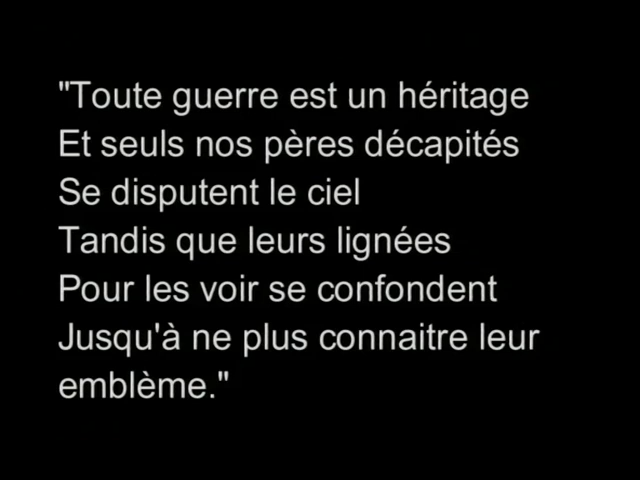 "Toute guerre est un héritage
Et seuls nos pères décapités
Se disputent le ciel
Tandis que leurs lignées
Pour les voir se confondent
Jusqu'à ne plus connaitre leur
emblème."